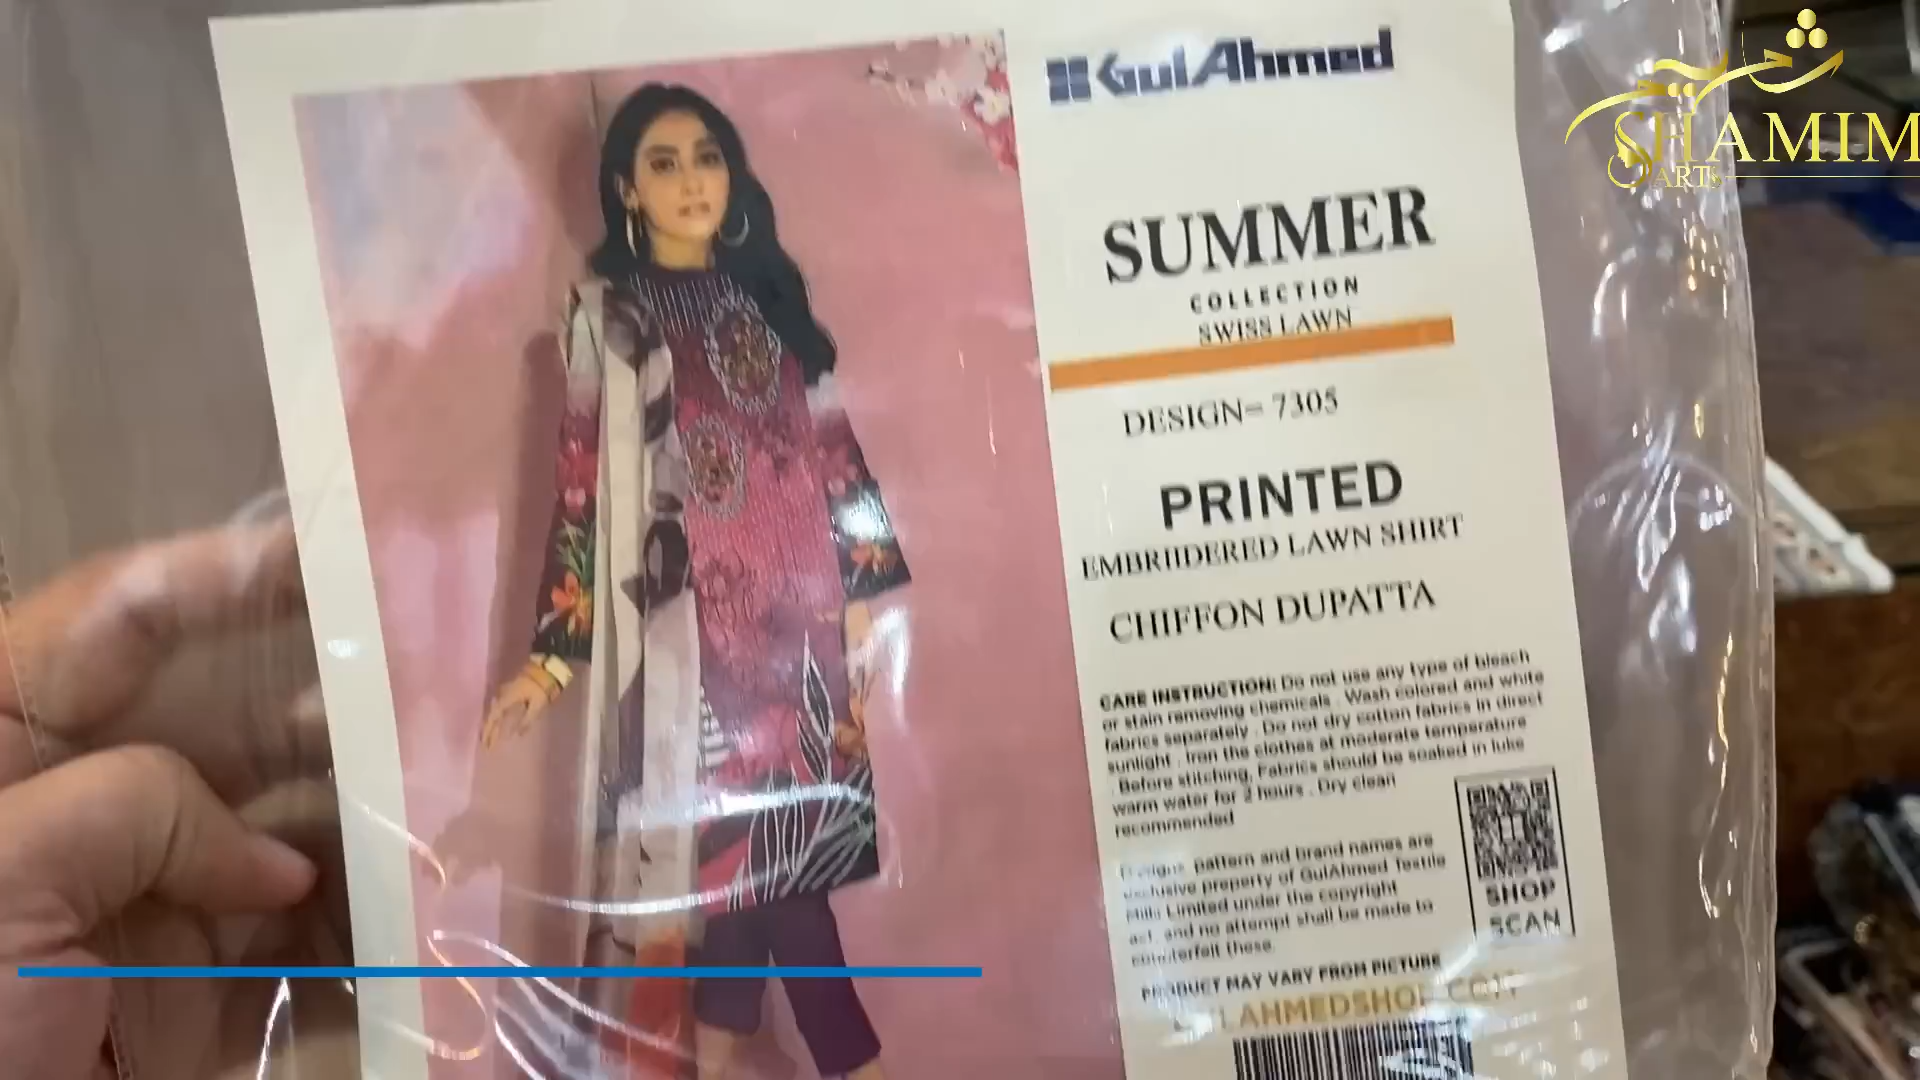 GulAhmed
SHAMIM
ARTS
SUMMER
COLLECTION
SWISS LAWN
DESIGN= 7305
PRINTED
EMBRIIDERED LAWN SHIRT
CHIFFON DUPATTA
CARE INSTRUCTION: Do not use any type of bleach
or stain removing chemicals . Wash colored and white
fabrics separately . Do not dry cotton fabrics in direct
sunlight . Iron the clothes at moderate temperature
. Before stitching, Fabrics should be soaked in luke
warm water for 2 hours . Dry clean
recommended
Designs, pattern and brand names are
exclusive property of GulAhmed Textile
Mills Limited under the copyright
act, and no attempt shall be made to
counterfeit these.
SHOP
SCAN
PRODUCT MAY VARY FROM PICTURE